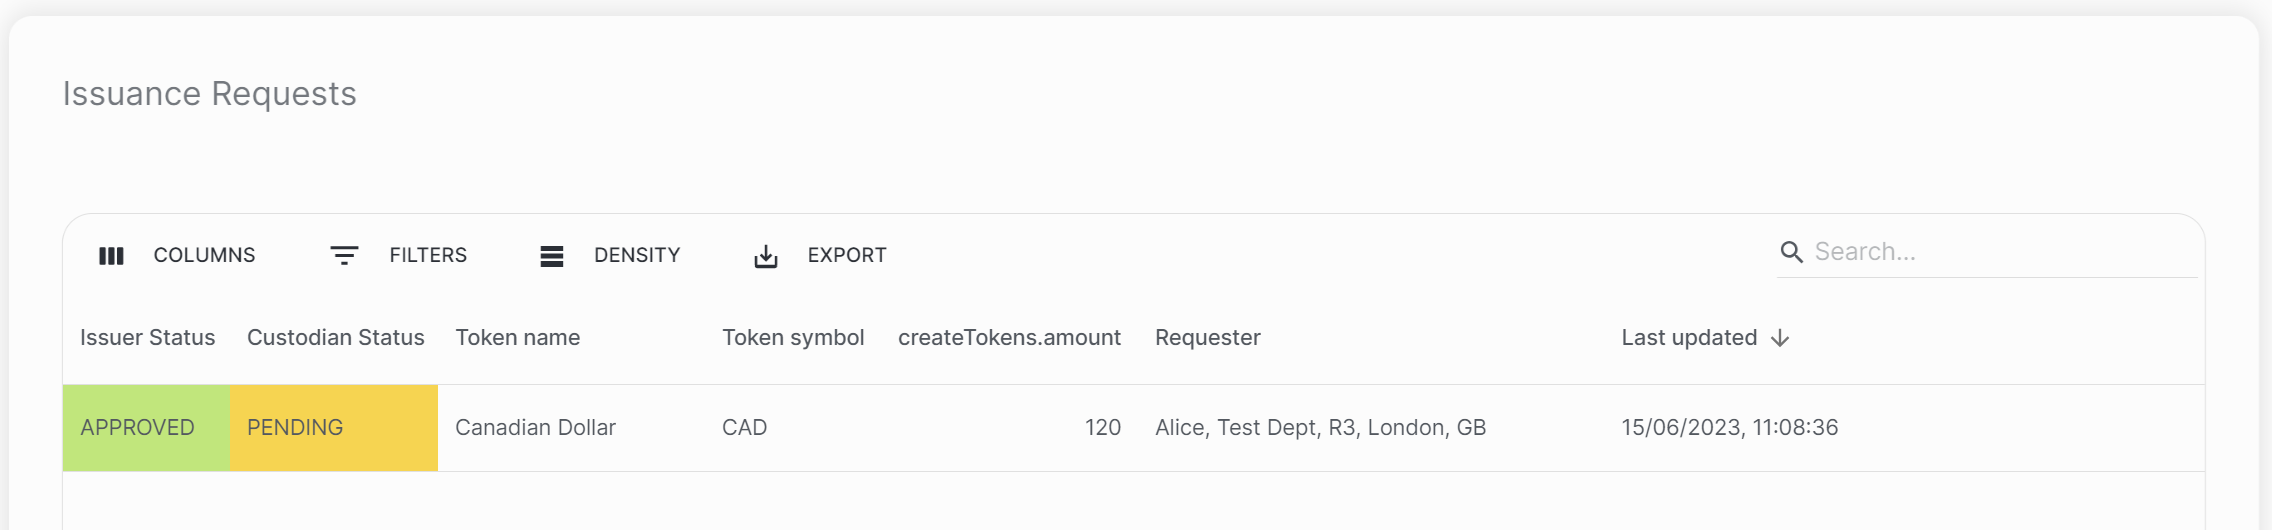 Issuance Requests
COLUMNS FILTERS DENSITY EXPORT Search...
Issuer Status Custodian Status Token name Token symbol createTokens.amount Requester Last updated
APPROVED PENDING Canadian Dollar CAD 120 Alice, Test Dept, R3, London, GB 15/06/2023, 11:08:36